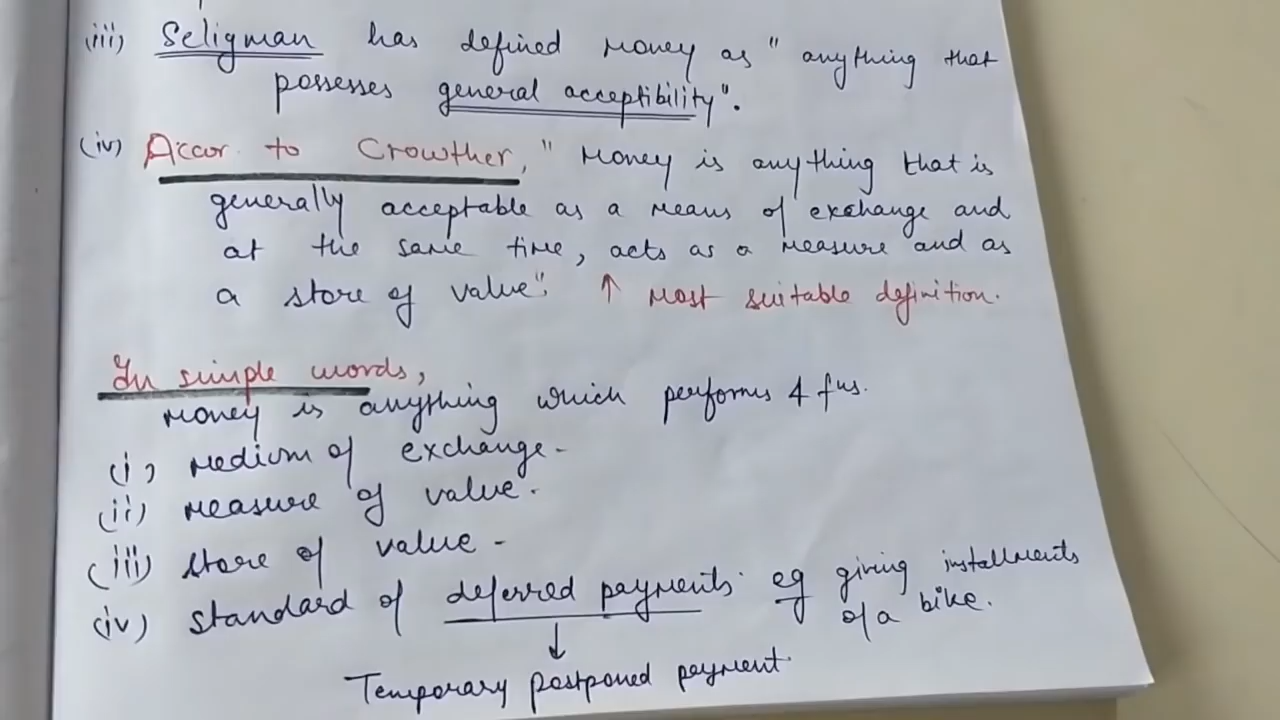 (iii) Seligman has defined money as " anything that
possesses general acceptibility".
(iv) Accor. to Crowther, " Money is anything that is
generally acceptable as a means of exchange and
at the same time, acts as a measure and as
a store of value". ↑ Most suitable definition.
In simple words,
Money is anything which performs 4 fns.
(i) Medium of exchange -
(ii) Measure of value.
(iii) store of value -
(iv) standard of deferred payments. eg giving installments
of a bike.
↓
Temporary postponed payment.